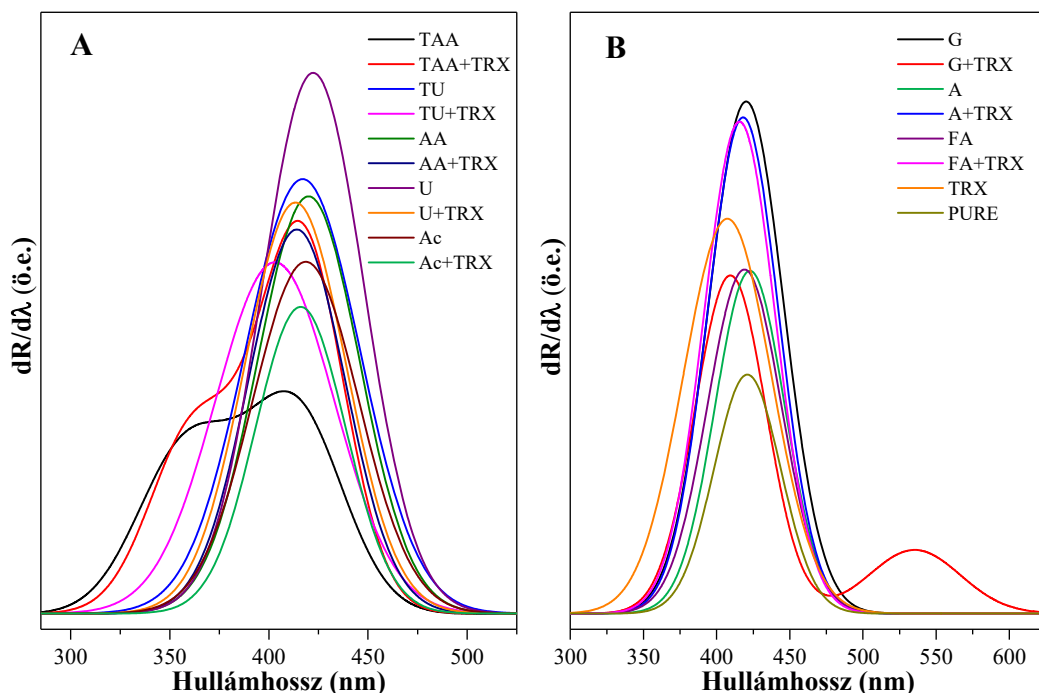 A
TAA
TAA+TRX
TU
TU+TRX
AA
AA+TRX
U
U+TRX
Ac
Ac+TRX
dR/dλ (ö.e.)
300 350 400 450 500
Hullámhossz (nm)
B
G
G+TRX
A
A+TRX
FA
FA+TRX
TRX
PURE
dR/dλ (ö.e.)
300 350 400 450 500 550 600
Hullámhossz (nm)